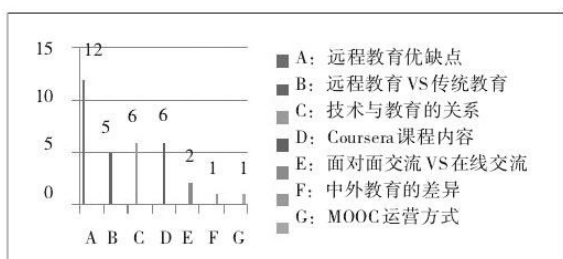 15
10
5
0
12
5
6
6
2
1
1
A B C D E F G
A：远程教育优缺点
B：远程教育VS传统教育
C：技术与教育的关系
D：Coursera课程内容
E：面对面交流VS在线交流
F：中外教育的差异
G：MOOC运营方式